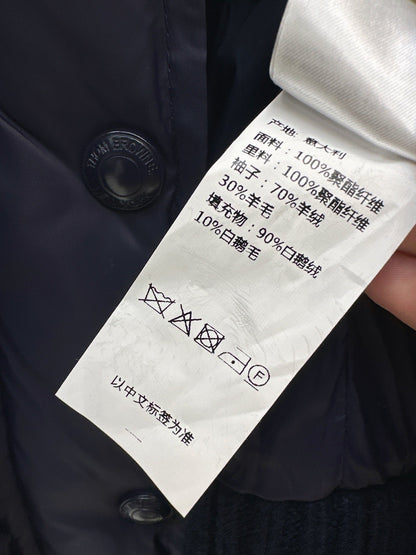 产地：意大利
面料：100%聚酯纤维
里料：100%聚酯纤维
袖子：70%羊绒
30%羊毛
填充物：90%白鹅绒
10%白鹅毛
F
以中文标签为准